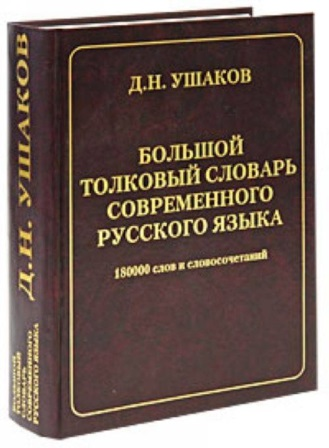 Д.Н. УШАКОВ
БОЛЬШОЙ
ТОЛКОВЫЙ СЛОВАРЬ
СОВРЕМЕННОГО
РУССКОГО ЯЗЫКА
180000 слов и словосочетаний
Д.Н. УШАКОВ
БОЛЬШОЙ
ТОЛКОВЫЙ
СЛОВАРЬ
СОВРЕМЕННОГО
РУССКОГО ЯЗЫКА